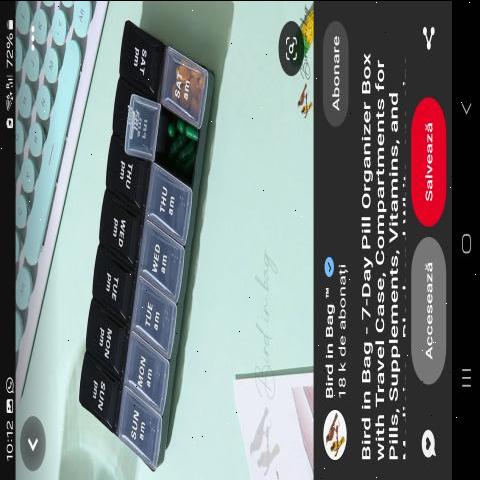 10:12
72%
SAT
pm
SAT
am
THU
pm
THU
am
WED
pm
WED
am
TUE
pm
TUE
am
MON
pm
MON
am
SUN
pm
SUN
am
Bird in bag
Bird in Bag ™
18 k de abonați
Abonare
Bird in Bag - 7-Day Pill Organizer Box
with Travel Case, Compartments for
Pills, Supplements, Vitamins, and
Accesează
Salvează